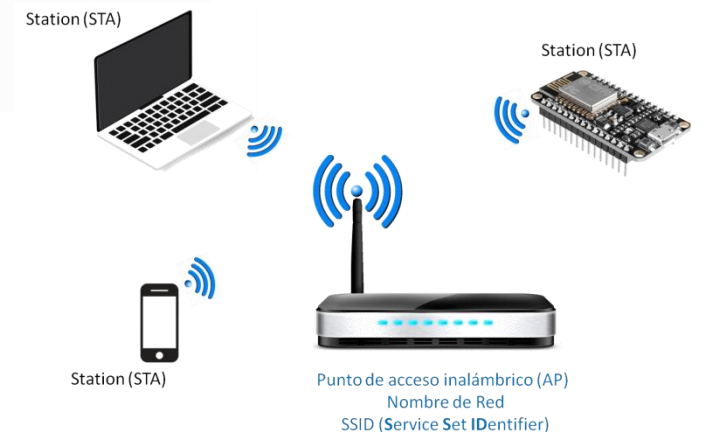 Station (STA)
Station (STA)
Station (STA)
Punto de acceso inalámbrico (AP)
Nombre de Red
SSID (Service Set IDentifier)